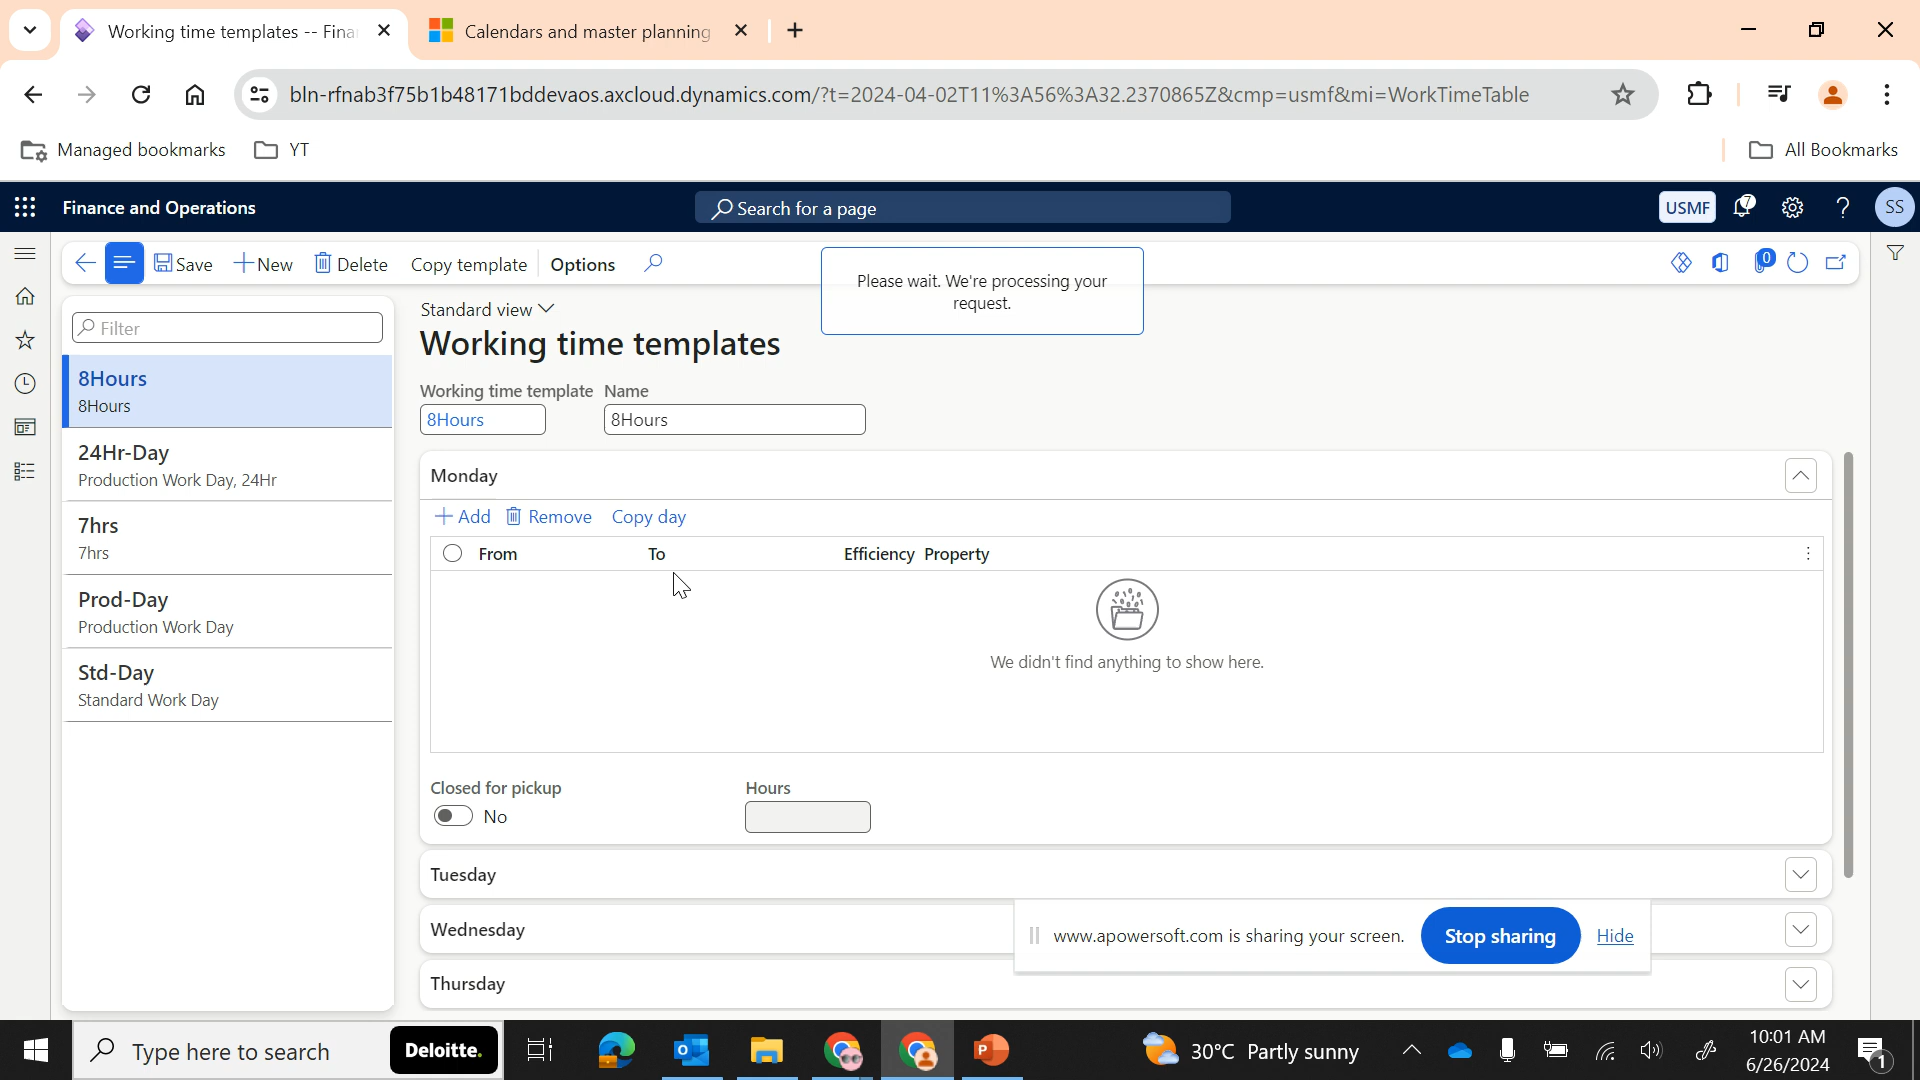 Working time templates -- Fina
Calendars and master planning
bln-rfnab3f75b1b48171bddevaos.axcloud.dynamics.com/?t=2024-04-02T11%3A56%3A32.2370865Z&cmp=usmf&mi=WorkTimeTable
Managed bookmarks
YT
All Bookmarks
Finance and Operations
Search for a page
USMF
7
?
SS
Save
New
Delete
Copy template
Options
0
Please wait. We're processing your
request.
Filter
8Hours
8Hours
24Hr-Day
Production Work Day, 24Hr
7hrs
7hrs
Prod-Day
Production Work Day
Std-Day
Standard Work Day
Standard view
Working time templates
Working time template
Name
8Hours
8Hours
Monday
Add
Remove
Copy day
From
To
Efficiency
Property
We didn't find anything to show here.
Closed for pickup
No
Hours
Tuesday
Wednesday
Thursday
www.apowersoft.com is sharing your screen.
Stop sharing
Hide
Type here to search
Deloitte.
30°C Partly sunny
10:01 AM
6/26/2024
1